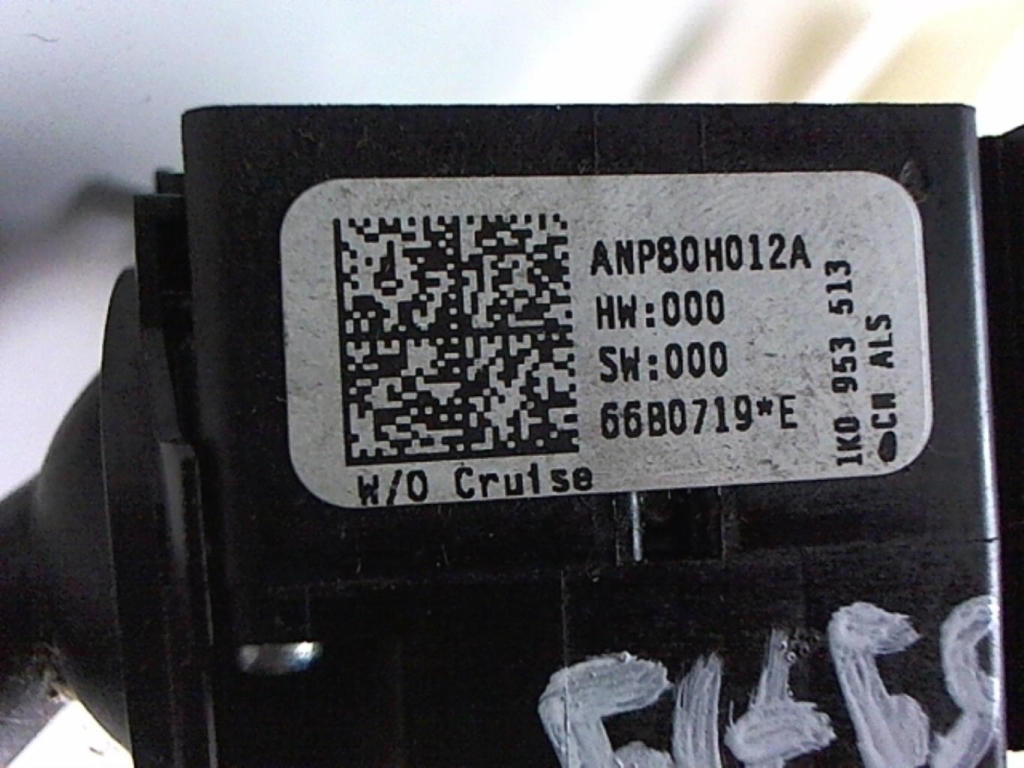 ANP80H012A
HW:000
SW:000
66B0719*E
W/O Cruise
1K0 953 513
CM ALS